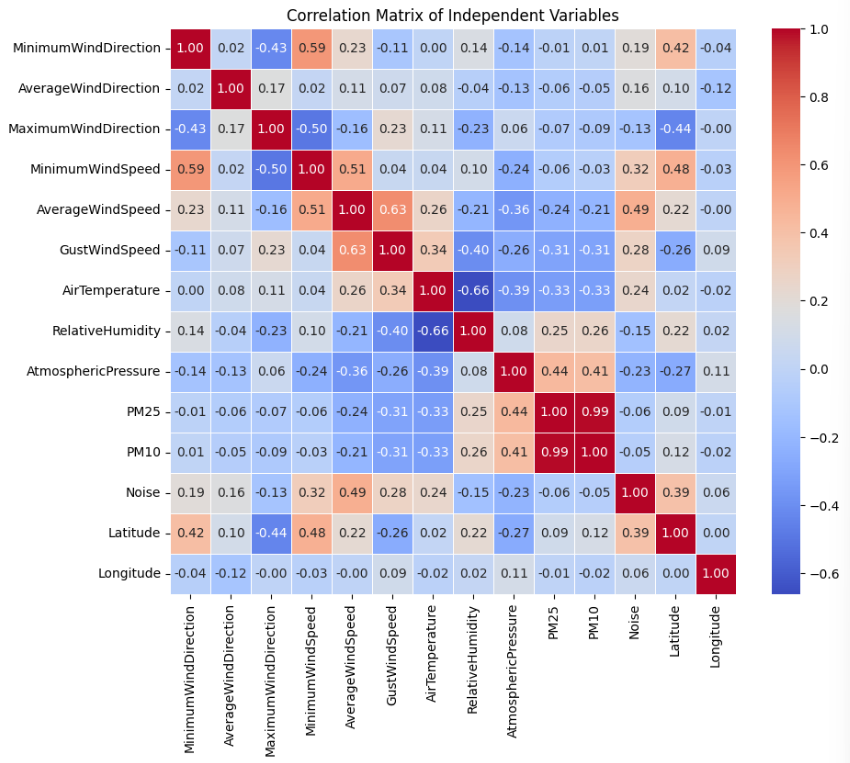 Correlation Matrix of Independent Variables
MinimumWindDirection 1.00 0.02 -0.43 0.59 0.23 -0.11 0.00 0.14 -0.14 -0.01 0.01 0.19 0.42 -0.04
AverageWindDirection 0.02 1.00 0.17 0.02 0.11 0.07 0.08 -0.04 -0.13 -0.06 -0.05 0.16 0.10 -0.12
MaximumWindDirection -0.43 0.17 1.00 -0.50 -0.16 0.23 0.11 -0.23 0.06 -0.07 -0.09 -0.13 -0.44 -0.00
MinimumWindSpeed 0.59 0.02 -0.50 1.00 0.51 0.04 0.04 0.10 -0.24 -0.06 -0.03 0.32 0.48 -0.03
AverageWindSpeed 0.23 0.11 -0.16 0.51 1.00 0.63 0.26 -0.21 -0.36 -0.24 -0.21 0.49 0.22 -0.00
GustWindSpeed -0.11 0.07 0.23 0.04 0.63 1.00 0.34 -0.40 -0.26 -0.31 -0.31 0.28 -0.26 0.09
AirTemperature 0.00 0.08 0.11 0.04 0.26 0.34 1.00 -0.66 -0.39 -0.33 -0.33 0.24 0.02 -0.02
RelativeHumidity 0.14 -0.04 -0.23 0.10 -0.21 -0.40 -0.66 1.00 0.08 0.25 0.26 -0.15 0.22 0.02
AtmosphericPressure -0.14 -0.13 0.06 -0.24 -0.36 -0.26 -0.39 0.08 1.00 0.44 0.41 -0.23 -0.27 0.11
PM25 -0.01 -0.06 -0.07 -0.06 -0.24 -0.31 -0.33 0.25 0.44 1.00 0.99 -0.06 0.09 -0.01
PM10 0.01 -0.05 -0.09 -0.03 -0.21 -0.31 -0.33 0.26 0.41 0.99 1.00 -0.05 0.12 -0.02
Noise 0.19 0.16 -0.13 0.32 0.49 0.28 0.24 -0.15 -0.23 -0.06 -0.05 1.00 0.39 0.06
Latitude 0.42 0.10 -0.44 0.48 0.22 -0.26 0.02 0.22 -0.27 0.09 0.12 0.39 1.00 0.00
Longitude -0.04 -0.12 -0.00 -0.03 -0.00 0.09 -0.02 0.02 0.11 -0.01 -0.02 0.06 0.00 1.00
MinimumWindDirection
AverageWindDirection
MaximumWindDirection
MinimumWindSpeed
AverageWindSpeed
GustWindSpeed
AirTemperature
RelativeHumidity
AtmosphericPressure
PM25
PM10
Noise
Latitude
Longitude
1.0
0.8
0.6
0.4
0.2
0.0
−0.2
−0.4
−0.6